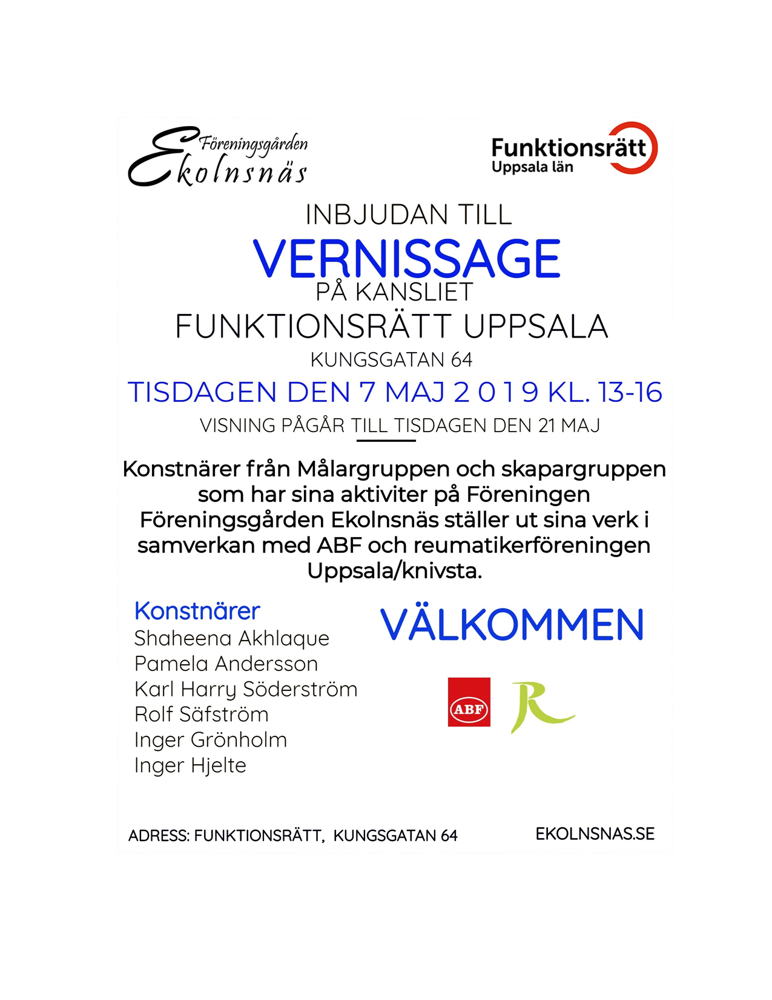 Föreningsgården
Ekolnsnäs
Funktionsrätt
Uppsala län
INBJUDAN TILL
VERNISSAGE
PÅ KANSLIET
FUNKTIONSRÄTT UPPSALA
KUNGSGATAN 64
TISDAGEN DEN 7 MAJ 2 0 1 9 KL. 13-16
VISNING PÅGÅR TILL TISDAGEN DEN 21 MAJ
Konstnärer från Målargruppen och skapargruppen
som har sina aktiviter på Föreningen
Föreningsgården Ekolnsnäs ställer ut sina verk i
samverkan med ABF och reumatikerföreningen
Uppsala/knivsta.
Konstnärer
Shaheena Akhlaque
Pamela Andersson
Karl Harry Söderström
Rolf Säfström
Inger Grönholm
Inger Hjelte
VÄLKOMMEN
ABF
R
ADRESS: FUNKTIONSRÄTT, KUNGSGATAN 64
EKOLNSNAS.SE